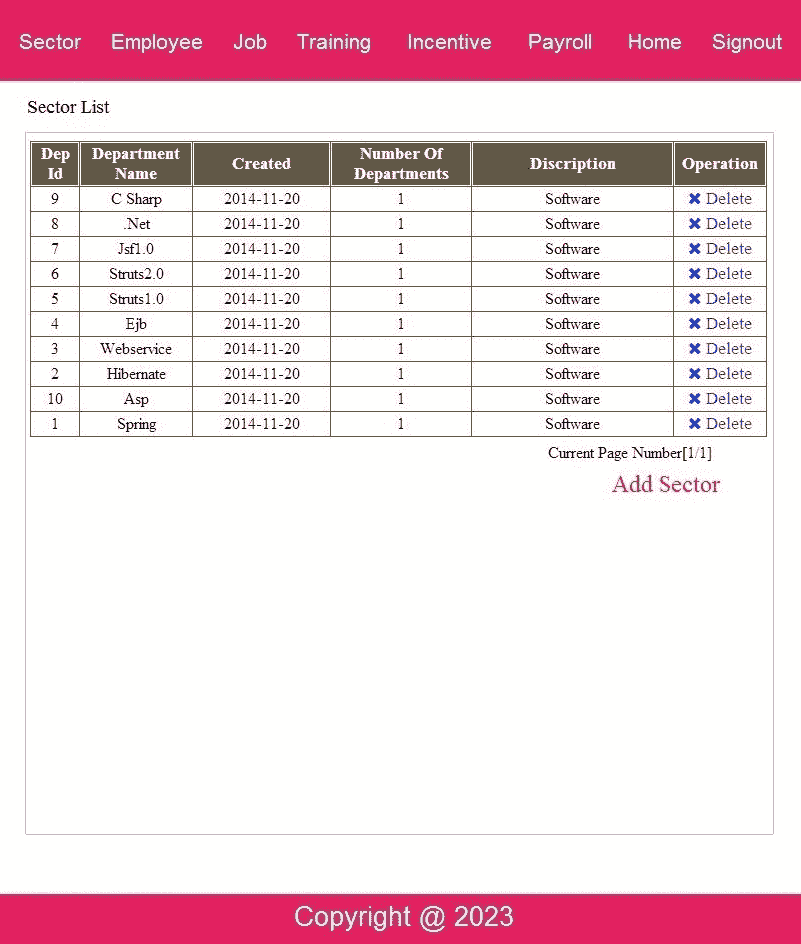 Sector Employee Job Training Incentive Payroll Home Signout
Sector List
Dep Id Department Name Created Number Of Departments Discription Operation
9 C Sharp 2014-11-20 1 Software ✖ Delete
8 .Net 2014-11-20 1 Software ✖ Delete
7 Jsf1.0 2014-11-20 1 Software ✖ Delete
6 Struts2.0 2014-11-20 1 Software ✖ Delete
5 Struts1.0 2014-11-20 1 Software ✖ Delete
4 Ejb 2014-11-20 1 Software ✖ Delete
3 Webservice 2014-11-20 1 Software ✖ Delete
2 Hibernate 2014-11-20 1 Software ✖ Delete
10 Asp 2014-11-20 1 Software ✖ Delete
1 Spring 2014-11-20 1 Software ✖ Delete
Current Page Number[1/1]
Add Sector
Copyright @ 2023